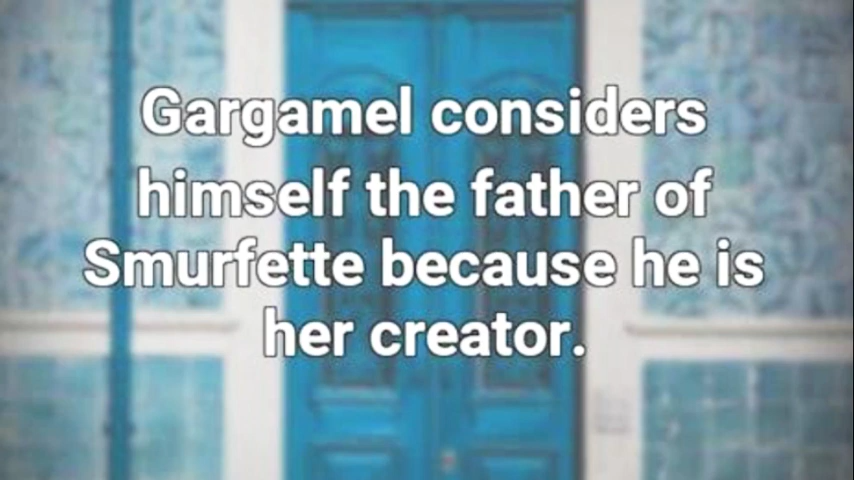 Gargamel considers
himself the father of
Smurfette because he is
her creator.